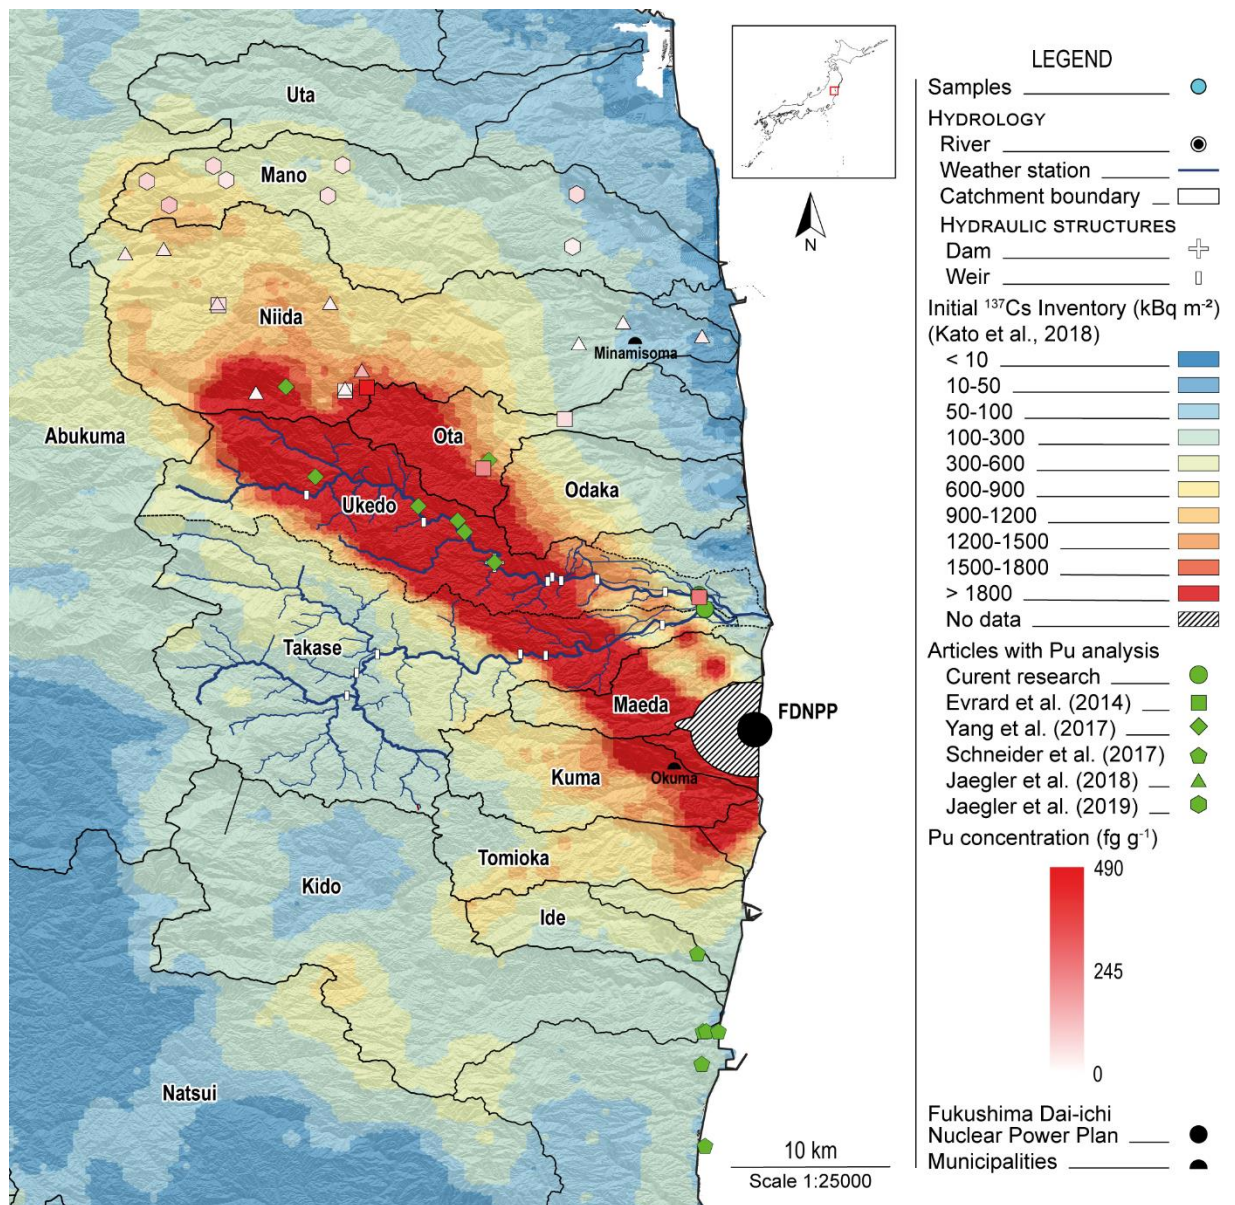 Uta
Mano
Niida
Minamisoma
Abukuma
Ota
Odaka
Ukedo
Takase
Maeda
FDNPP
Kuma
Okuma
Tomioka
Kido
Ide
Natsui
N
10 km
Scale 1:25000
LEGEND
Samples
HYDROLOGY
River
Weather station
Catchment boundary
HYDRAULIC STRUCTURES
Dam
Weir
Initial ¹³⁷Cs Inventory (kBq m⁻²)
(Kato et al., 2018)
< 10
10-50
50-100
100-300
300-600
600-900
900-1200
1200-1500
1500-1800
> 1800
No data
Articles with Pu analysis
Curent research
Evrard et al. (2014)
Yang et al. (2017)
Schneider et al. (2017)
Jaegler et al. (2018)
Jaegler et al. (2019)
Pu concentration (fg g⁻¹)
490
245
0
Fukushima Dai-ichi
Nuclear Power Plan
Municipalities